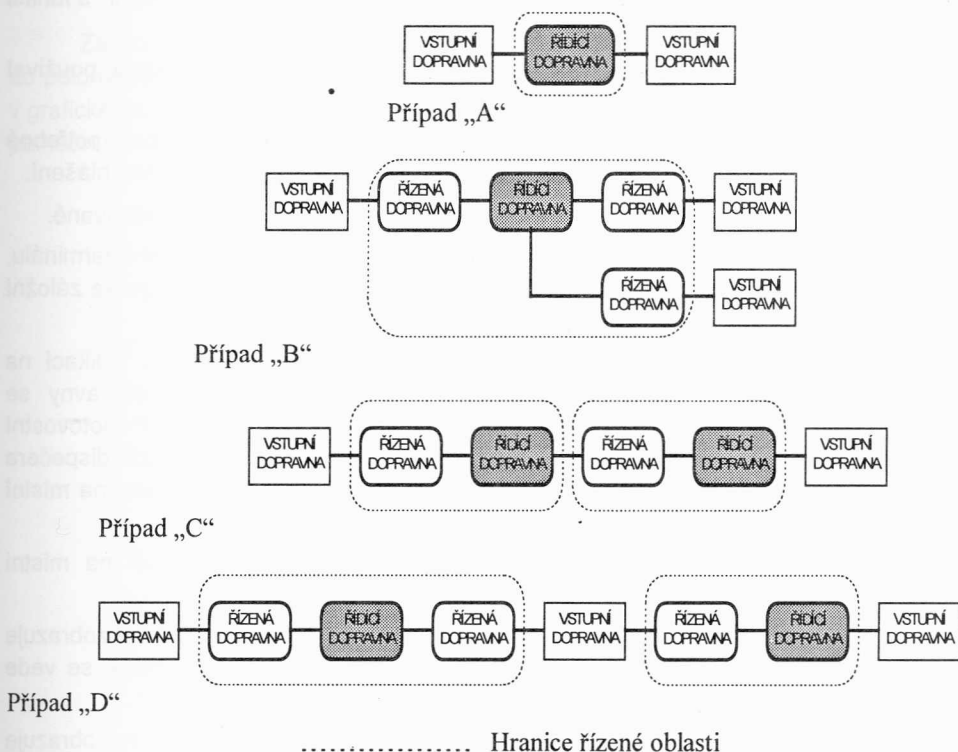 VSTUPNÍ DOPRAVNA
ŘÍDÍCÍ DOPRAVNA
VSTUPNÍ DOPRAVNA
Případ „A“
VSTUPNÍ DOPRAVNA
ŘÍZENÁ DOPRAVNA
ŘÍDÍCÍ DOPRAVNA
ŘÍZENÁ DOPRAVNA
VSTUPNÍ DOPRAVNA
ŘÍZENÁ DOPRAVNA
VSTUPNÍ DOPRAVNA
Případ „B“
VSTUPNÍ DOPRAVNA
ŘÍZENÁ DOPRAVNA
ŘÍDÍCÍ DOPRAVNA
ŘÍZENÁ DOPRAVNA
ŘÍDÍCÍ DOPRAVNA
VSTUPNÍ DOPRAVNA
Případ „C“
VSTUPNÍ DOPRAVNA
ŘÍZENÁ DOPRAVNA
ŘÍDÍCÍ DOPRAVNA
ŘÍZENÁ DOPRAVNA
VSTUPNÍ DOPRAVNA
ŘÍZENÁ DOPRAVNA
ŘÍDÍCÍ DOPRAVNA
VSTUPNÍ DOPRAVNA
Případ „D“
.................... Hranice řízené oblasti